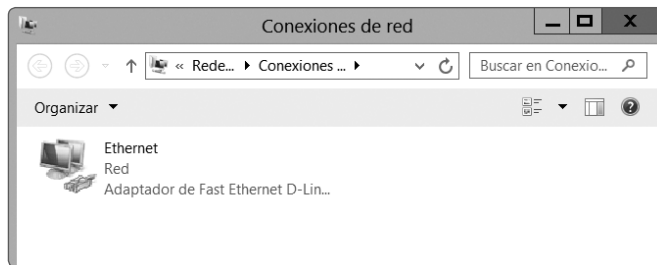 Conexiones de red
« Rede... Conexiones ...
Buscar en Conexio...
Organizar
Ethernet
Red
Adaptador de Fast Ethernet D-Lin...